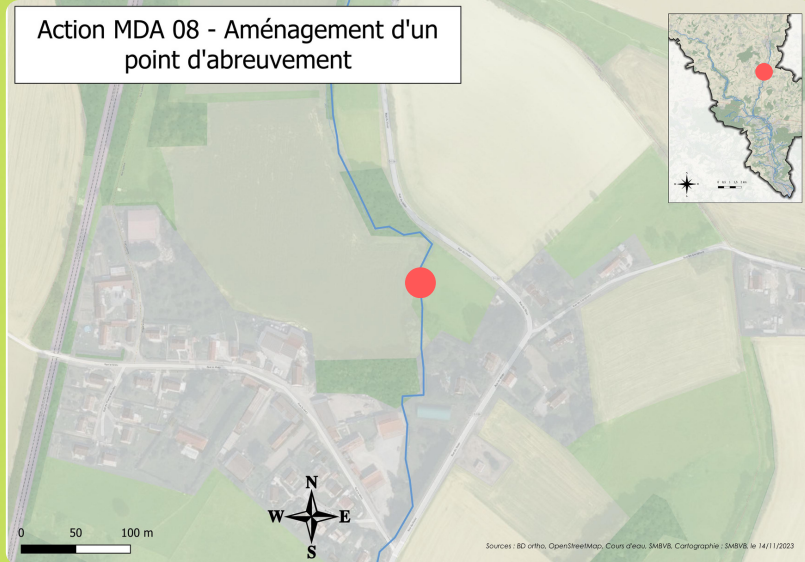 Action MDA 08 - Aménagement d'un
point d'abreuvement
N
W
E
S
0 50 100 m
Sources : BD ortho, OpenStreetMap, Cours d'eau, SMBVB, Cartographie : SMBVB, le 14/11/2023